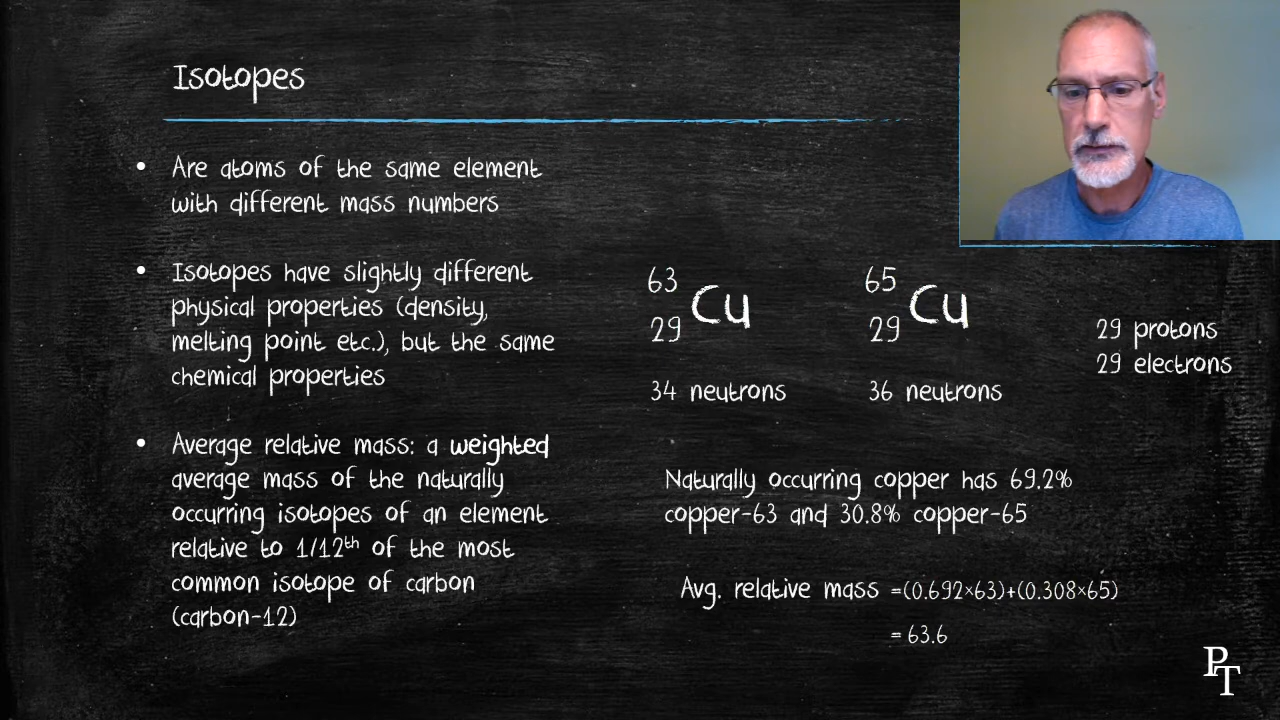 Isotopes
• Are atoms of the same element
with different mass numbers
• Isotopes have slightly different
physical properties (density,
melting point etc.), but the same
chemical properties
• Average relative mass: a weighted
average mass of the naturally
occurring isotopes of an element
relative to 1/12th of the most
common isotope of carbon
(carbon-12)
63
29 Cu
34 neutrons
65
29 Cu
36 neutrons
29 protons
29 electrons
Naturally occurring copper has 69.2%
copper-63 and 30.8% copper-65
Avg. relative mass =(0.692×63)+(0.308×65)
= 63.6
PT